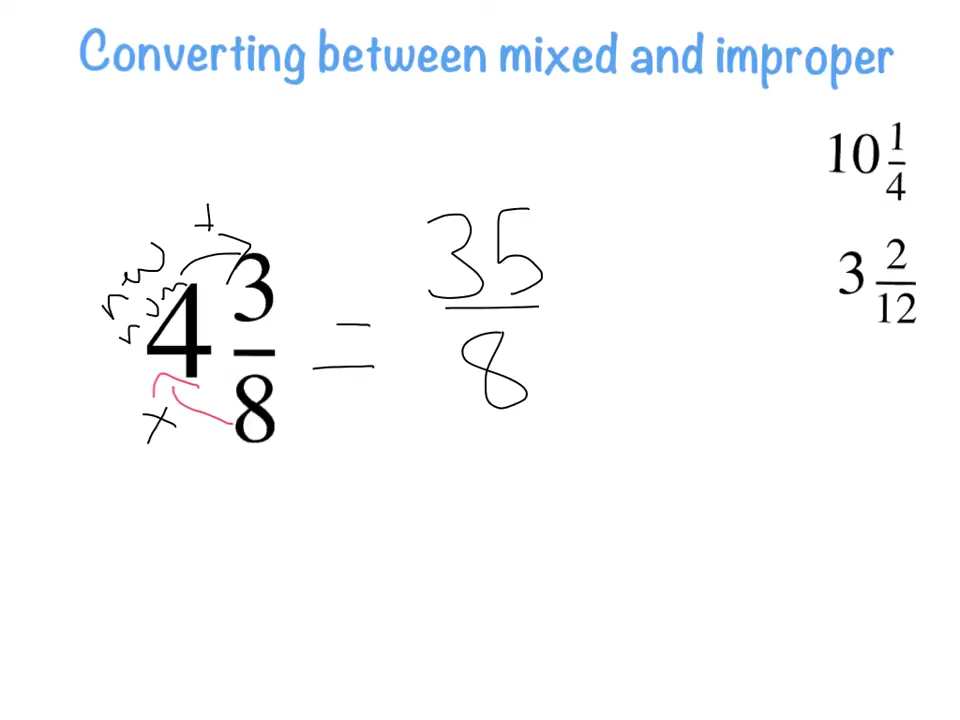 Converting between mixed and improper
10 1/4
3 2/12
+
new
num
4 3/8 = 35/8
×